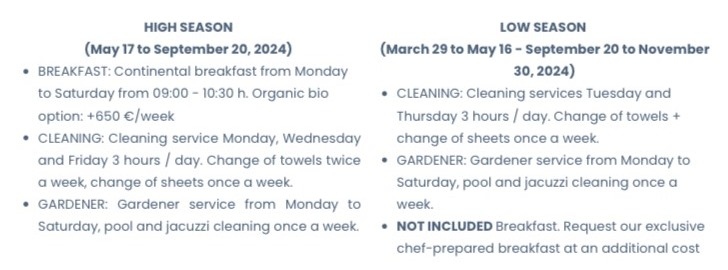 HIGH SEASON
(May 17 to September 20, 2024)
• BREAKFAST: Continental breakfast from Monday
to Saturday from 09:00 - 10:30 h. Organic bio
option: +650 €/week
• CLEANING: Cleaning service Monday, Wednesday
and Friday 3 hours / day. Change of towels twice
a week, change of sheets once a week.
• GARDENER: Gardener service from Monday to
Saturday, pool and jacuzzi cleaning once a week.
LOW SEASON
(March 29 to May 16 - September 20 to November
30, 2024)
• CLEANING: Cleaning services Tuesday and
Thursday 3 hours / day. Change of towels +
change of sheets once a week.
• GARDENER: Gardener service from Monday to
Saturday, pool and jacuzzi cleaning once a
week.
• NOT INCLUDED Breakfast. Request our exclusive
chef-prepared breakfast at an additional cost